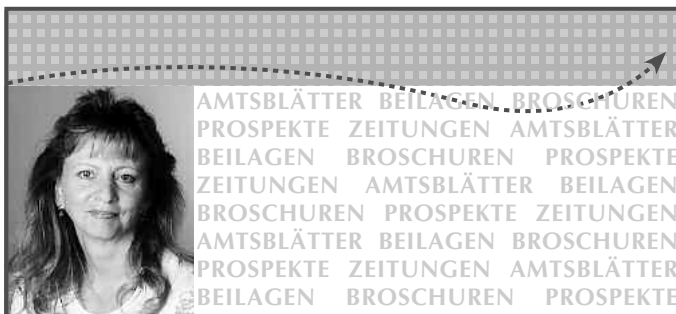 AMTSBLÄTTER BEILAGEN BROSCHUREN
PROSPEKTE ZEITUNGEN AMTSBLÄTTER
BEILAGEN BROSCHUREN PROSPEKTE
ZEITUNGEN AMTSBLÄTTER BEILAGEN
BROSCHUREN PROSPEKTE ZEITUNGEN
AMTSBLÄTTER BEILAGEN BROSCHUREN
PROSPEKTE ZEITUNGEN AMTSBLÄTTER
BEILAGEN BROSCHUREN PROSPEKTE